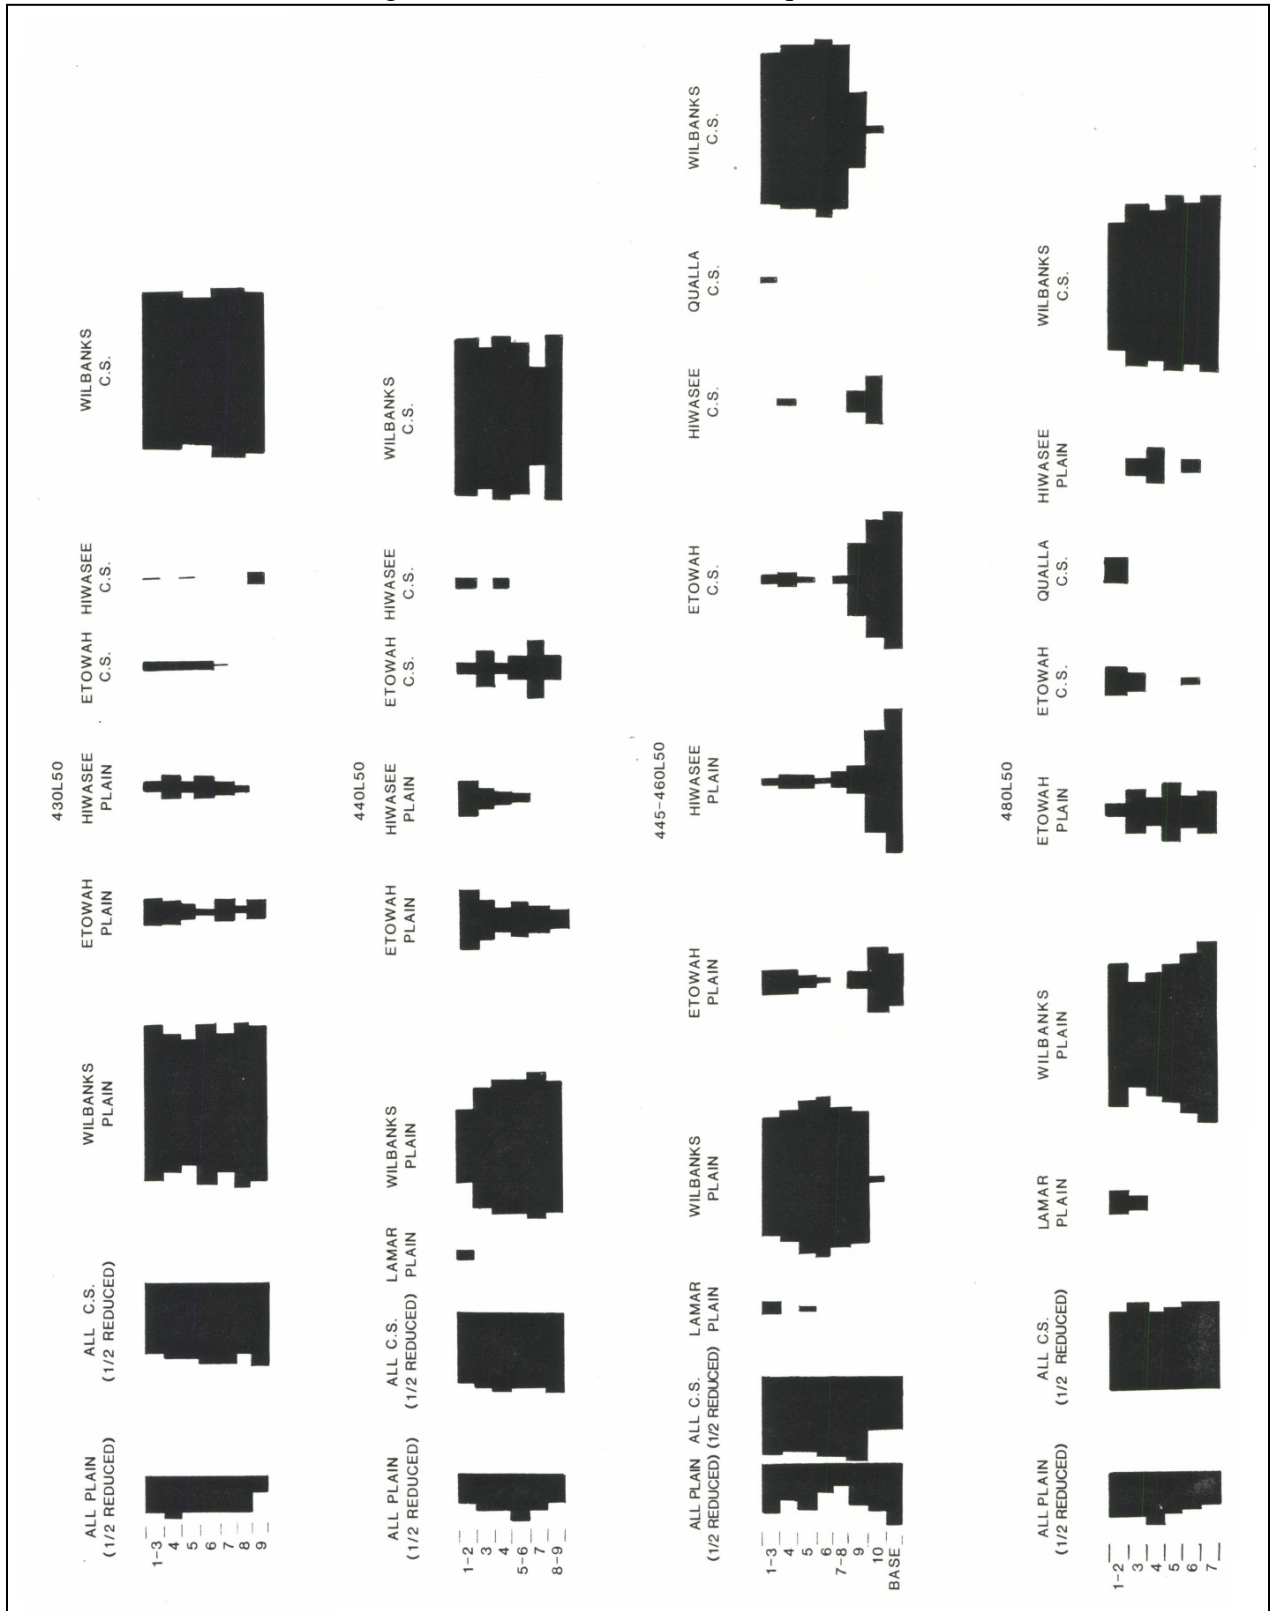 430L50
ALL PLAIN ALL C.S. WILBANKS ETOWAH HIWASEE ETOWAH HIWASEE WILBANKS
(1/2 REDUCED) (1/2 REDUCED) PLAIN PLAIN PLAIN C.S. C.S. C.S.
1-3
4
5
6
7
8
9
440L50
ALL PLAIN ALL C.S. LAMAR WILBANKS ETOWAH HIWASEE ETOWAH HIWASEE WILBANKS
(1/2 REDUCED) (1/2 REDUCED) PLAIN PLAIN PLAIN PLAIN C.S. C.S. C.S.
1-2
3
4
5-6
7
8-9
445-460L50
ALL PLAIN ALL C.S. LAMAR WILBANKS ETOWAH HIWASEE ETOWAH HIWASEE QUALLA WILBANKS
(1/2 REDUCED) (1/2 REDUCED) PLAIN PLAIN PLAIN PLAIN C.S. C.S. C.S. C.S.
1-3
4
5
6
7-8
9
10
BASE
480L50
ALL PLAIN ALL C.S. LAMAR WILBANKS ETOWAH ETOWAH QUALLA HIWASEE WILBANKS
(1/2 REDUCED) (1/2 REDUCED) PLAIN PLAIN PLAIN C.S. C.S. PLAIN C.S.
1-2
3
4
5
6
7